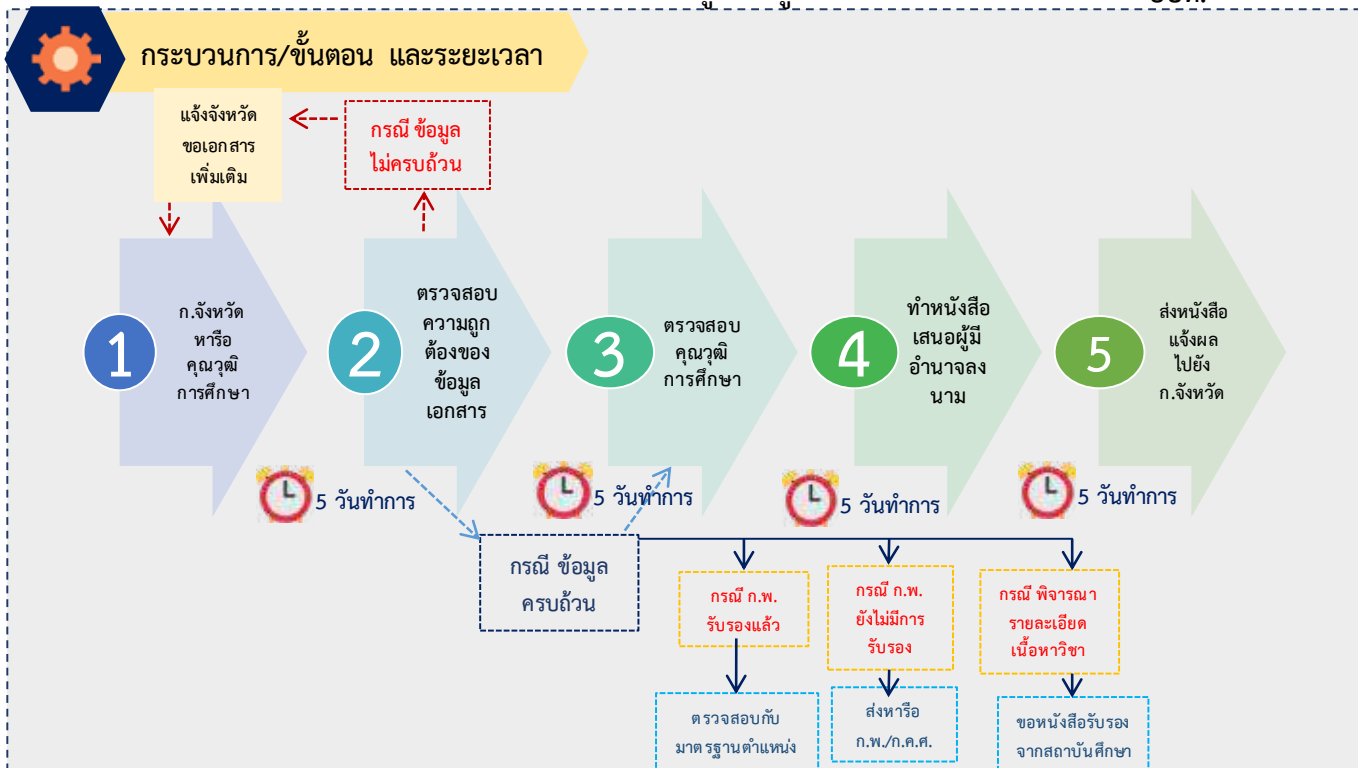 กระบวนการ/ขั้นตอน และระยะเวลา
แจ้งจังหวัด
ขอเอกสาร
เพิ่มเติม
กรณี ข้อมูล
ไม่ครบถ้วน
1
ก.จังหวัด
หารือ
คุณวุฒิ
การศึกษา
2
ตรวจสอบ
ความถูก
ต้องของ
ข้อมูล
เอกสาร
3
ตรวจสอบ
คุณวุฒิ
การศึกษา
4
ทำหนังสือ
เสนอผู้มี
อำนาจลง
นาม
5
ส่งหนังสือ
แจ้งผล
ไปยัง
ก.จังหวัด
5 วันทำการ
5 วันทำการ
5 วันทำการ
5 วันทำการ
กรณี ข้อมูล
ครบถ้วน
กรณี ก.พ.
รับรองแล้ว
กรณี ก.พ.
ยังไม่มีการ
รับรอง
กรณี พิจารณา
รายละเอียด
เนื้อหาวิชา
ตรวจสอบกับ
มาตรฐานตำแหน่ง
ส่งหารือ
ก.พ./ก.ค.ศ.
ขอหนังสือรับรอง
จากสถาบันศึกษา